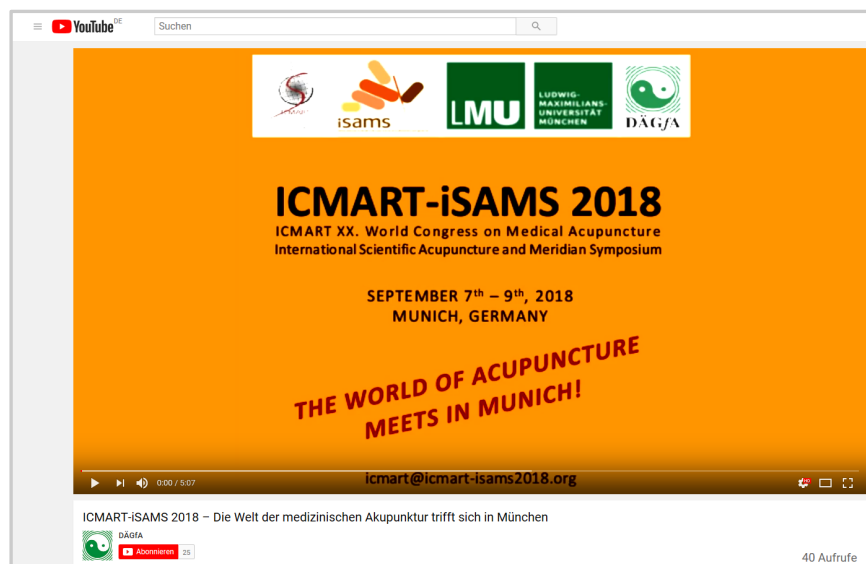 YouTube DE
Suchen
isams
LMU
LUDWIG-
MAXIMILIANS-
UNIVERSITÄT
MÜNCHEN
DÄGfA
ICMART-iSAMS 2018
ICMART XX. World Congress on Medical Acupuncture
International Scientific Acupuncture and Meridian Symposium
SEPTEMBER 7th – 9th, 2018
MUNICH, GERMANY
THE WORLD OF ACUPUNCTURE
MEETS IN MUNICH!
icmart@icmart-isams2018.org
0:00 / 5:07
HD
ICMART-iSAMS 2018 – Die Welt der medizinischen Akupunktur trifft sich in München
DÄGfA
Abonnieren 25
40 Aufrufe